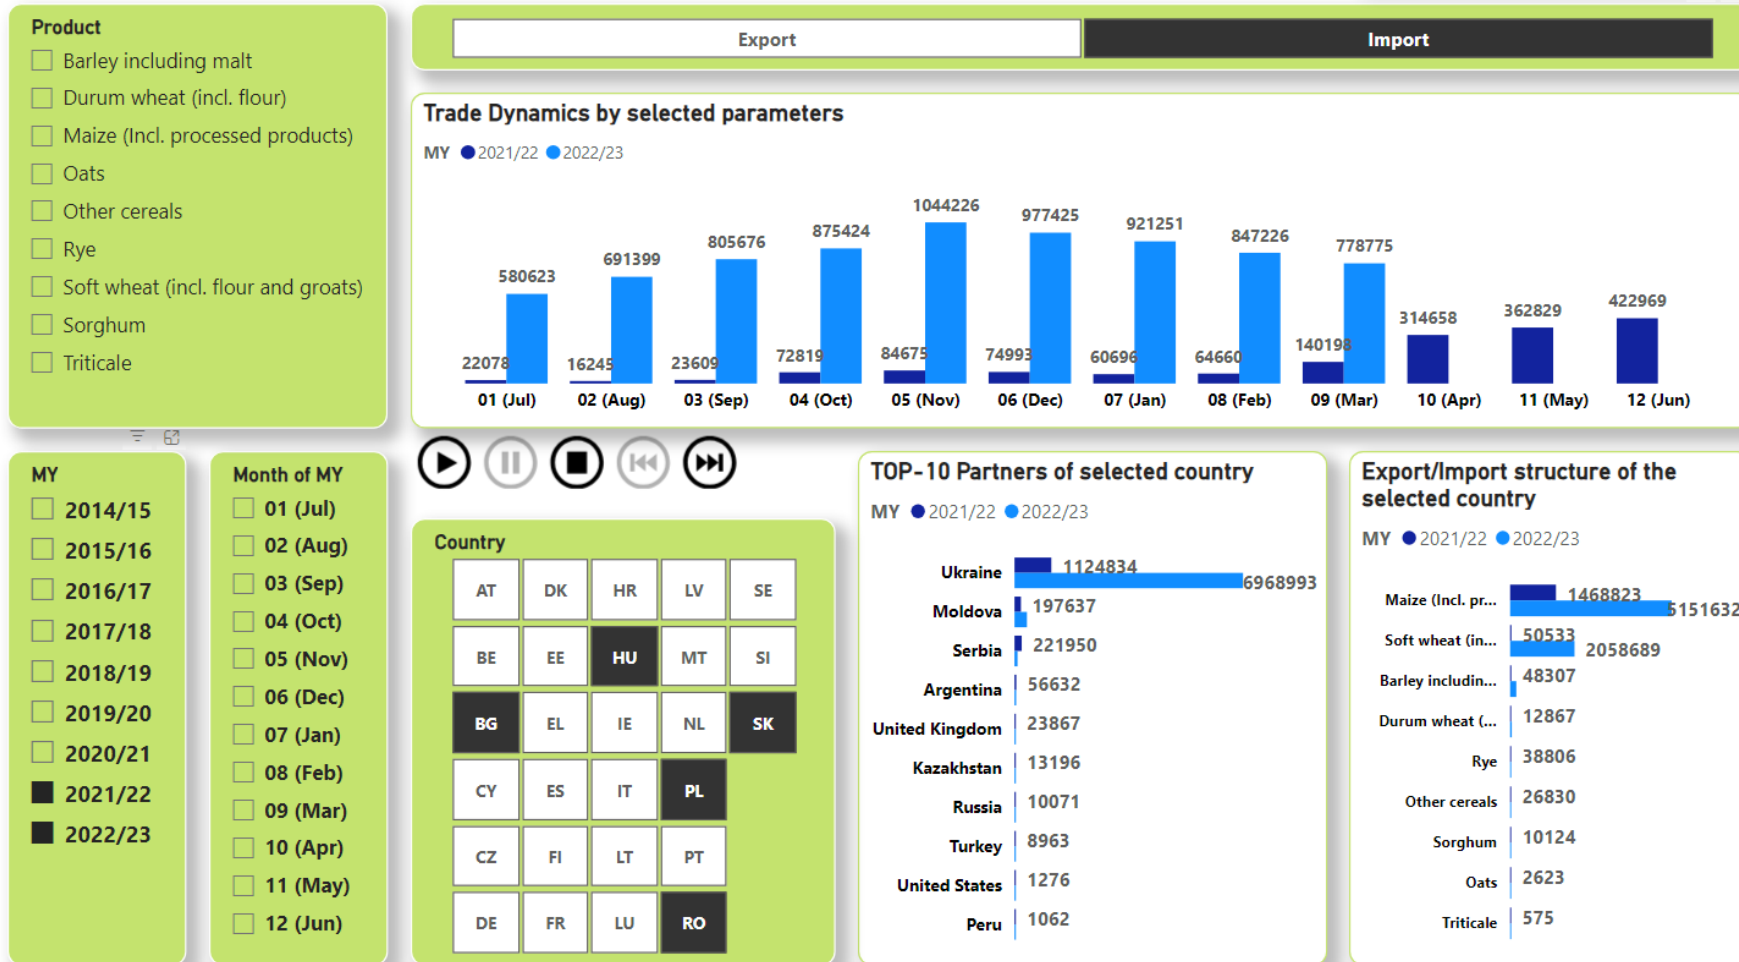 Product
Barley including malt
Durum wheat (incl. flour)
Maize (Incl. processed products)
Oats
Other cereals
Rye
Soft wheat (incl. flour and groats)
Sorghum
Triticale
Export Import
Trade Dynamics by selected parameters
MY 2021/22 2022/23
22078 580623
16245 691399
23609 805676
72819 875424
84675 1044226
74993 977425
60696 921251
64660 847226
140198 778775
314658
362829
422969
01 (Jul) 02 (Aug) 03 (Sep) 04 (Oct) 05 (Nov) 06 (Dec) 07 (Jan) 08 (Feb) 09 (Mar) 10 (Apr) 11 (May) 12 (Jun)
MY
2014/15
2015/16
2016/17
2017/18
2018/19
2019/20
2020/21
2021/22
2022/23
Month of MY
01 (Jul)
02 (Aug)
03 (Sep)
04 (Oct)
05 (Nov)
06 (Dec)
07 (Jan)
08 (Feb)
09 (Mar)
10 (Apr)
11 (May)
12 (Jun)
Country
AT DK HR LV SE
BE EE HU MT SI
BG EL IE NL SK
CY ES IT PL
CZ FI LT PT
DE FR LU RO
TOP-10 Partners of selected country
MY 2021/22 2022/23
Ukraine 1124834 6968993
Moldova 197637
Serbia 221950
Argentina 56632
United Kingdom 23867
Kazakhstan 13196
Russia 10071
Turkey 8963
United States 1276
Peru 1062
Export/Import structure of the
selected country
MY 2021/22 2022/23
Maize (Incl. pr... 1468823 5151632
Soft wheat (in... 50533 2058689
Barley includin... 48307
Durum wheat (... 12867
Rye 38806
Other cereals 26830
Sorghum 10124
Oats 2623
Triticale 575